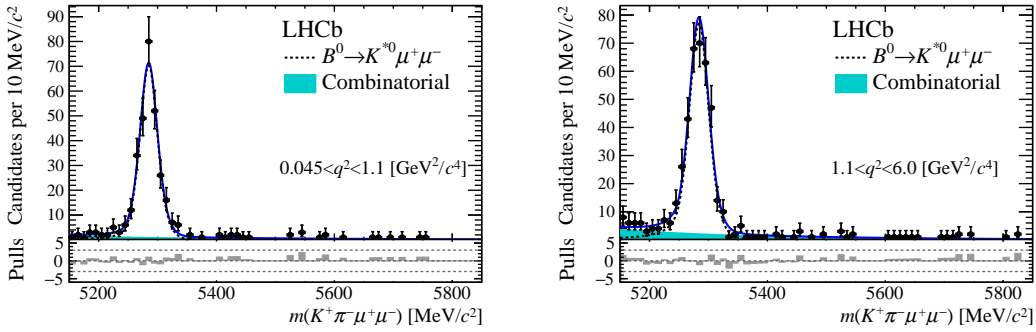 Candidates per 10 MeV/c²
90
80
70
60
50
40
30
20
10
LHCb
B⁰→K*⁰μ⁺μ⁻
Combinatorial
0.045<q²<1.1 [GeV²/c⁴]
Pulls
5
0
−5
5200
5400
5600
5800
m(K⁺π⁻μ⁺μ⁻) [MeV/c²]
Candidates per 10 MeV/c²
80
70
60
50
40
30
20
10
LHCb
B⁰→K*⁰μ⁺μ⁻
Combinatorial
1.1<q²<6.0 [GeV²/c⁴]
Pulls
5
0
−5
5200
5400
5600
5800
m(K⁺π⁻μ⁺μ⁻) [MeV/c²]